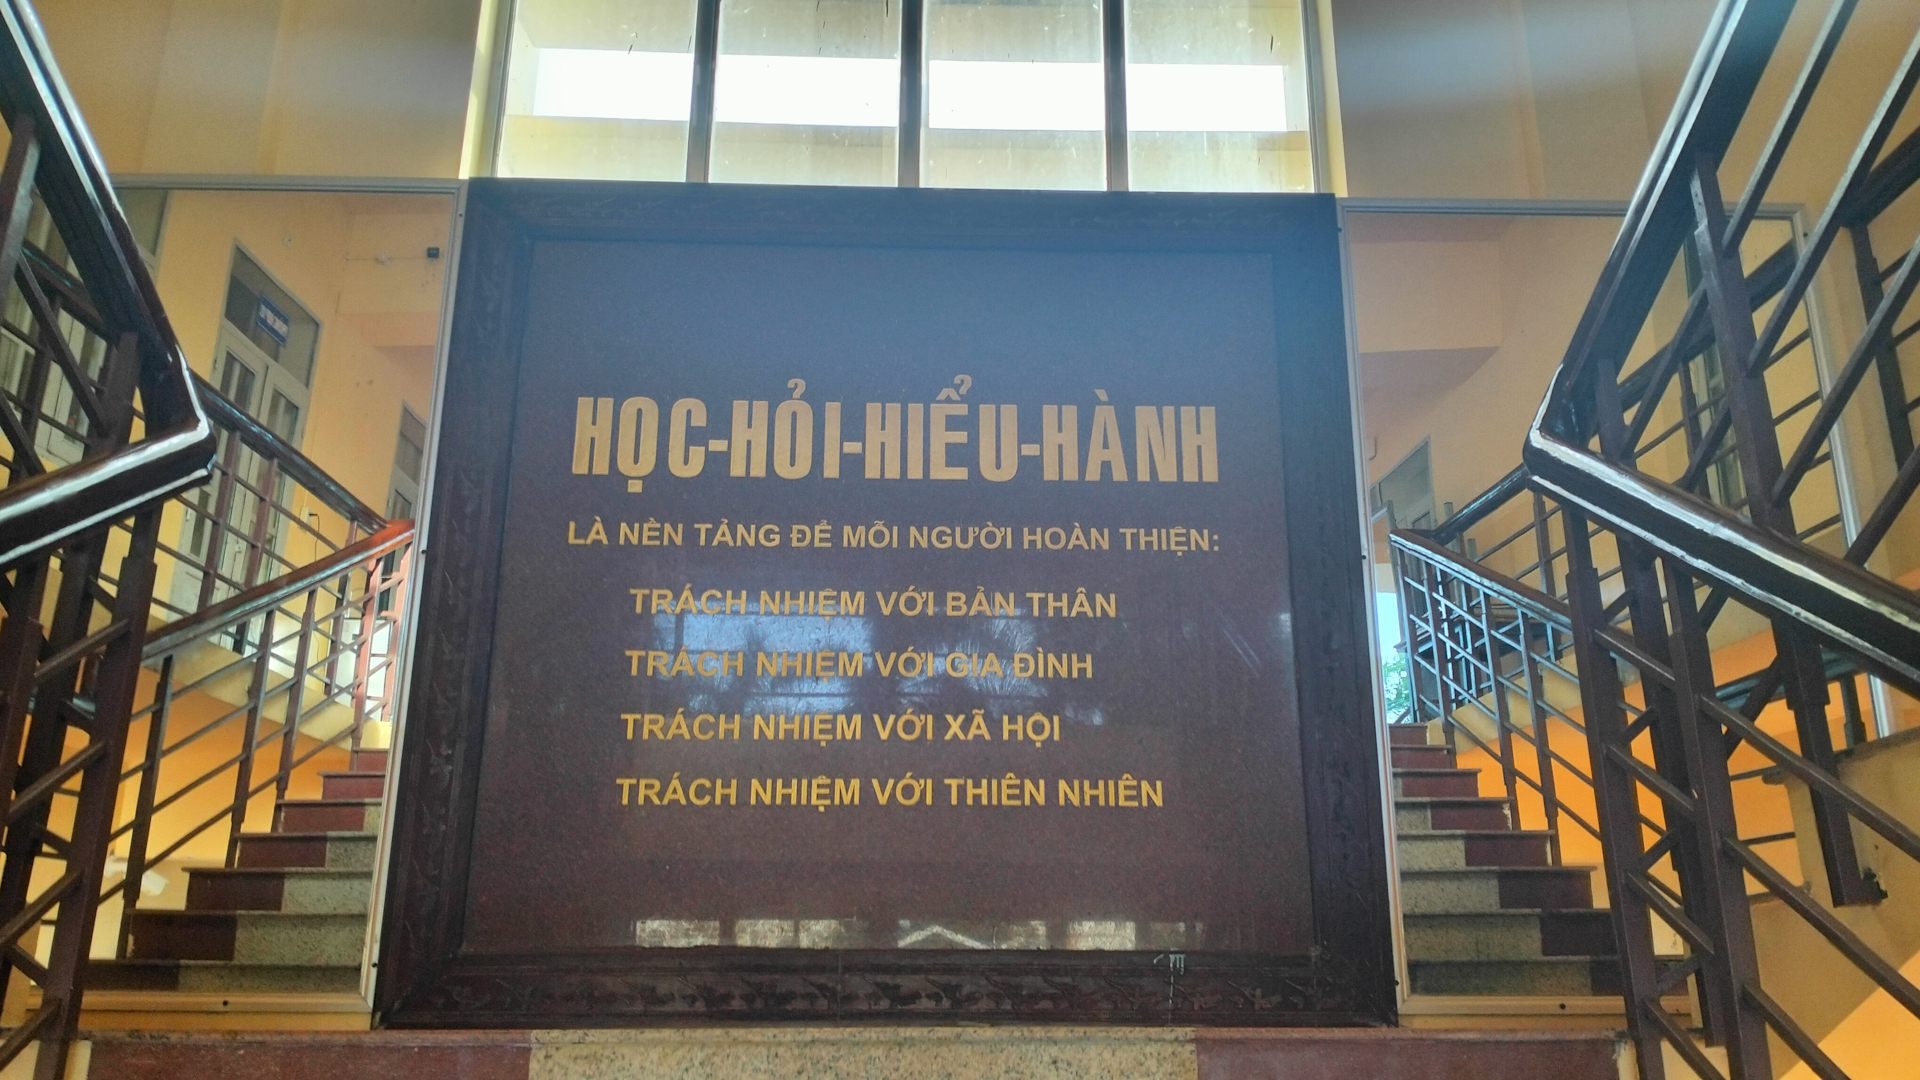 HỌC-HỎI-HIỂU-HÀNH
LÀ NỀN TẢNG ĐỂ MỖI NGƯỜI HOÀN THIỆN:
TRÁCH NHIỆM VỚI BẢN THÂN
TRÁCH NHIỆM VỚI GIA ĐÌNH
TRÁCH NHIỆM VỚI XÃ HỘI
TRÁCH NHIỆM VỚI THIÊN NHIÊN